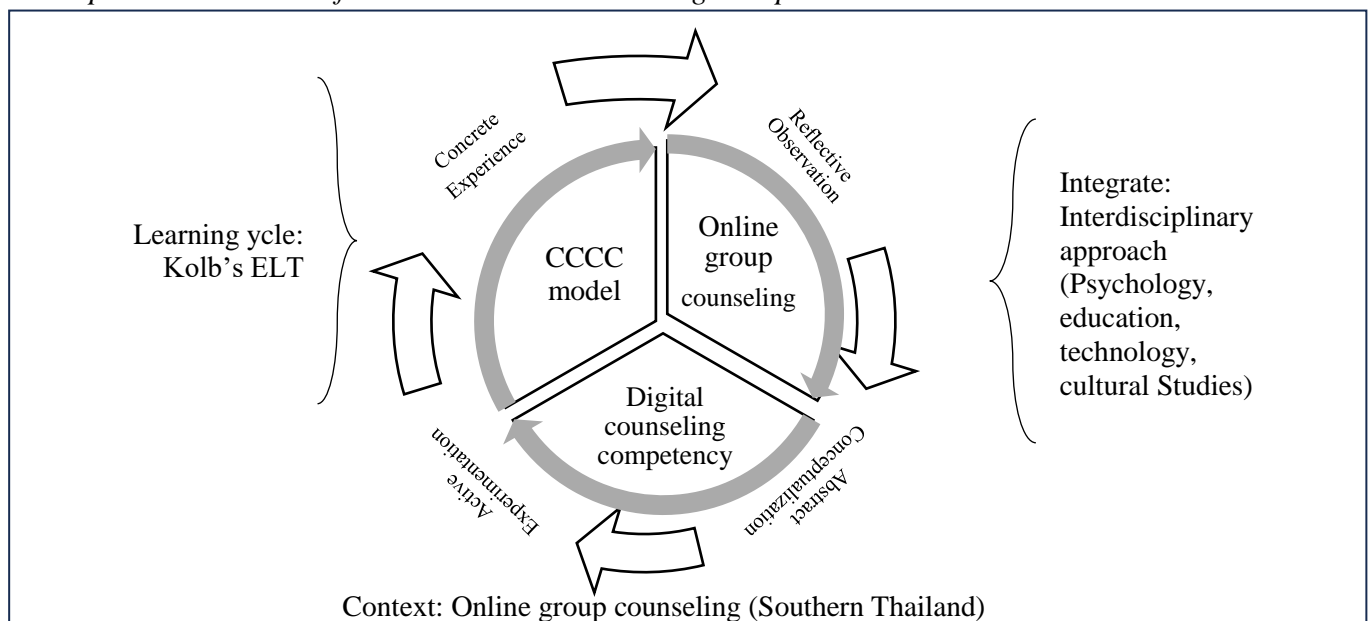 Concrete
Experience
Reflective
Observation
Learning ycle:
Kolb's ELT
CCCC
model
Online
group
counseling
Integrate:
Interdisciplinary
approach
(Psychology,
education,
technology,
cultural Studies)
Digital
counseling
competency
Active
Experimentation
Abstract
Conceptualization
Context: Online group counseling (Southern Thailand)